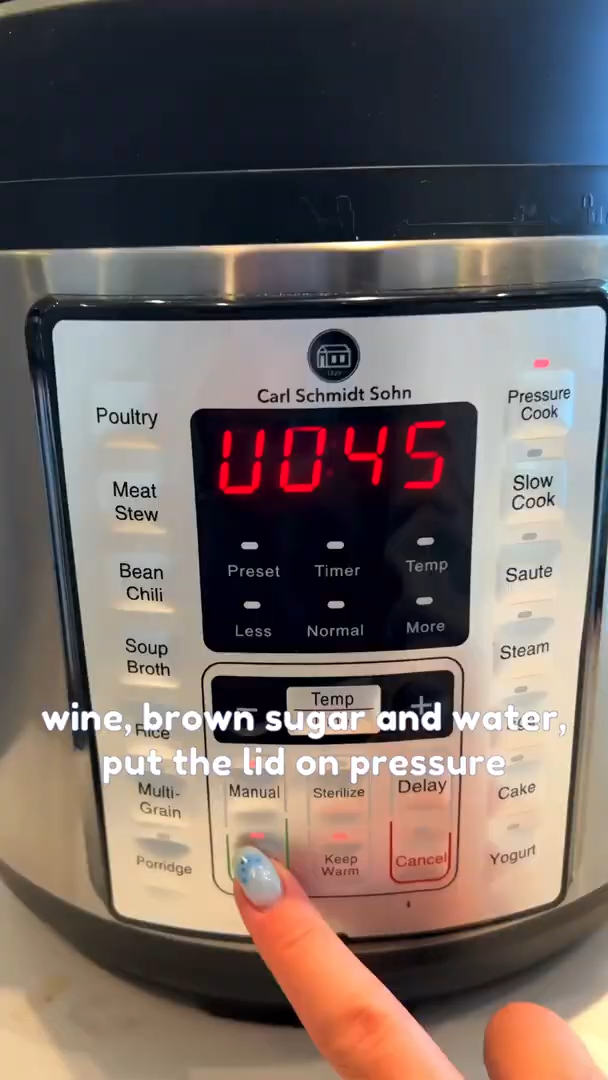 Carl Schmidt Sohn
Poultry
Pressure
Cook
0045
Meat
Stew
Slow
Cook
Preset
Timer
Temp
Bean
Chili
Saute
Less
Normal
More
Soup
Broth
Steam
Temp
- +
wine, brown sugar and water,
put the lid on pressure
Rice
Multi-
Grain
Manual
Sterilize
Delay
Cake
Porridge
Keep
Warm
Cancel
Yogurt